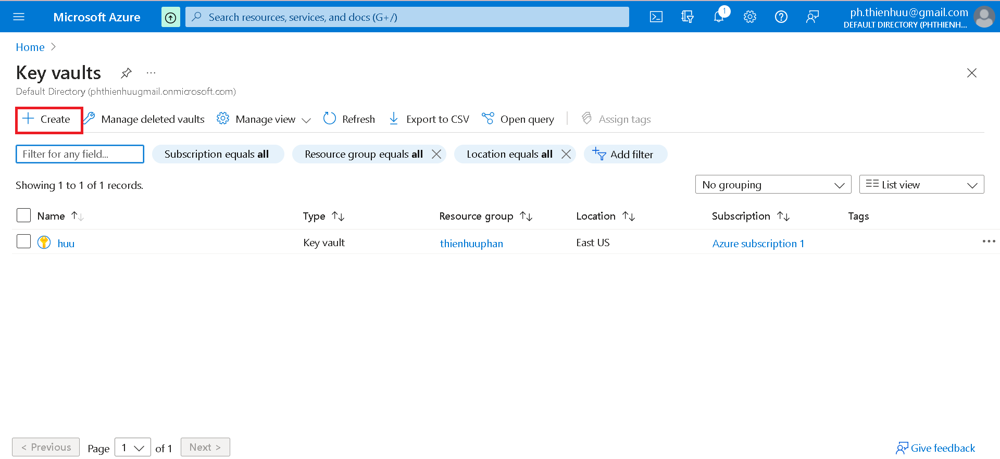 Microsoft Azure
Search resources, services, and docs (G+/)
1
ph.thienhuu@gmail.com
DEFAULT DIRECTORY (PHTHIENH...
Home
Key vaults
...
Default Directory (phthienhuugmail.onmicrosoft.com)
Create
Manage deleted vaults
Manage view
Refresh
Export to CSV
Open query
Assign tags
Filter for any field...
Subscription equals all
Resource group equals all
Location equals all
Add filter
Showing 1 to 1 of 1 records.
No grouping
List view
Name
Type
Resource group
Location
Subscription
Tags
huu
Key vault
thienhuuphan
East US
Azure subscription 1
< Previous
Page
1
of 1
Next >
Give feedback